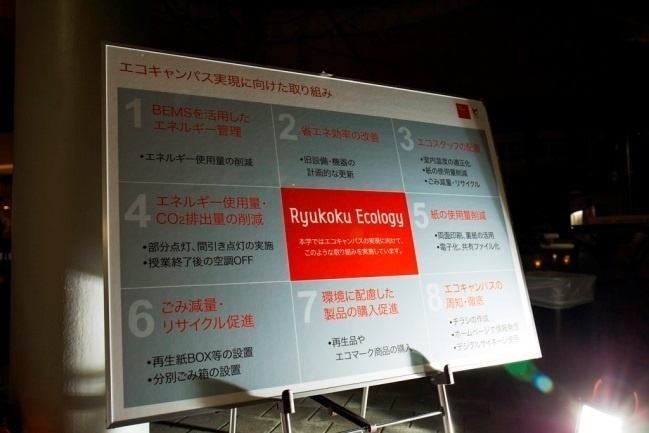 エコキャンパス実現に向けた取り組み
1 BEMSを活用した
エネルギー管理
•エネルギー使用量の削減
2 省エネ効率の改善
•旧設備・機器の
計画的な更新
3 エコスタッフの配置
•室内温度の適正化
•紙の使用量削減
•ごみ減量・リサイクル
4 エネルギー使用量・
CO₂排出量の削減
•部分点灯、間引き点灯の実施
•授業終了後の空調OFF
Ryukoku Ecology
本学ではエコキャンパスの実現に向けて、
このような取り組みを実施しています。
5 紙の使用量削減
•両面印刷、裏紙の活用
•電子化、共有ファイル化
6 ごみ減量・
リサイクル促進
•再生紙BOX等の設置
•分別ごみ箱の設置
7 環境に配慮した
製品の購入促進
•再生品や
エコマーク商品の購入
8 エコキャンパスの
周知・徹底
•チラシの作成
•ホームページで情報発信
•デジタルサイネージ使用